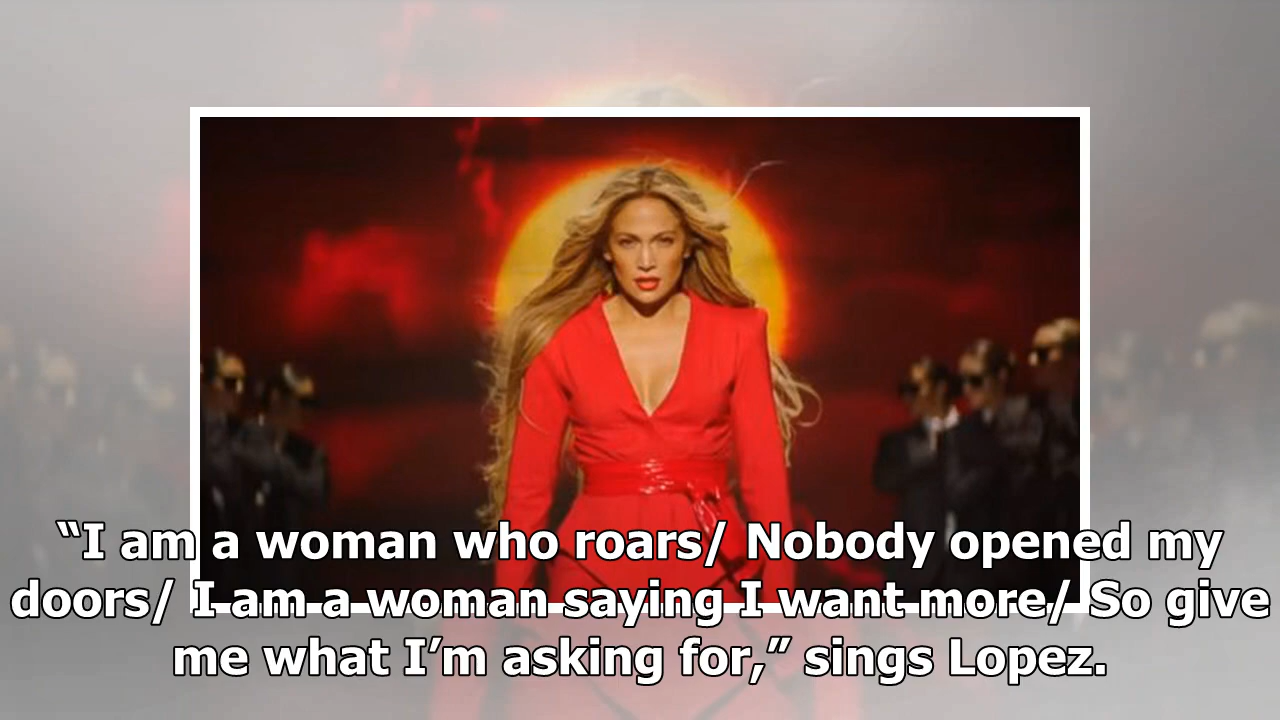 “I am a woman who roars/ Nobody opened my
doors/ I am a woman saying I want more/ So give
me what I’m asking for,” sings Lopez.